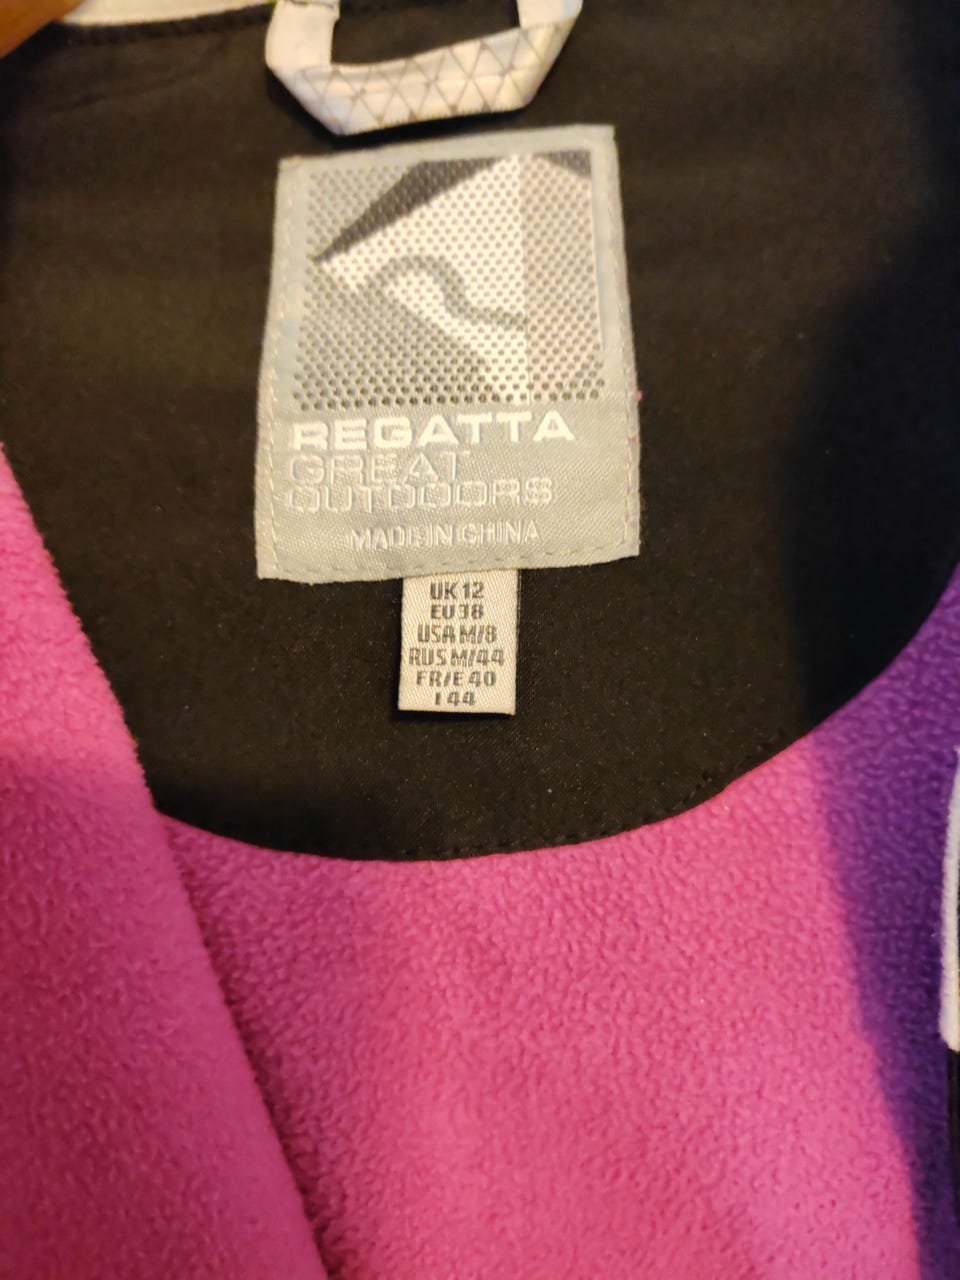 REGATTA
GREAT
OUTDOORS
MADE IN CHINA
UK 12
EU 38
USA M/8
RUS M/44
FR/E 40
I 44